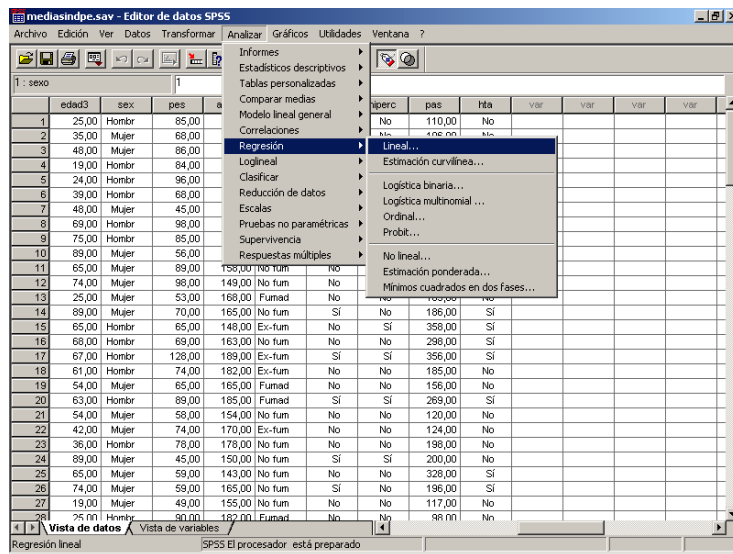 mediasindpe.sav - Editor de datos SPSS
Archivo Edición Ver Datos Transformar Analizar Gráficos Utilidades Ventana ?
1 : sexo 1
Informes
Estadísticos descriptivos
Tablas personalizadas
Comparar medias
Modelo lineal general
Correlaciones
Regresión
Loglineal
Clasificar
Reducción de datos
Escalas
Pruebas no paramétricas
Supervivencia
Respuestas múltiples
Lineal...
Estimación curvilínea...
Logística binaria...
Logística multinomial ...
Ordinal...
Probit...
No lineal...
Estimación ponderada...
Mínimos cuadrados en dos fases...
edad3 sex pes pas hta var var var var
1 25,00 Hombr 85,00 No 110,00 No
2 35,00 Mujer 68,00 No 106,00 No
3 48,00 Mujer 86,00
4 19,00 Hombr 84,00
5 24,00 Hombr 96,00
6 39,00 Hombr 68,00
7 48,00 Mujer 45,00
8 69,00 Hombr 98,00
9 75,00 Hombr 85,00
10 89,00 Mujer 56,00
11 65,00 Mujer 89,00 158,00 No fum No
12 74,00 Mujer 98,00 149,00 No fum No
13 25,00 Mujer 53,00 168,00 Fumad No No
14 89,00 Mujer 70,00 165,00 No fum Sí No 186,00 Sí
15 65,00 Hombr 65,00 148,00 Ex-fum No Sí 358,00 Sí
16 68,00 Hombr 69,00 163,00 No fum No No 298,00 Sí
17 67,00 Hombr 128,00 189,00 Ex-fum Sí Sí 356,00 Sí
18 61,00 Hombr 74,00 182,00 Ex-fum No No 185,00 No
19 54,00 Mujer 65,00 165,00 Fumad No No 156,00 No
20 63,00 Hombr 89,00 185,00 Fumad Sí Sí 269,00 Sí
21 54,00 Mujer 58,00 154,00 No fum No No 120,00 No
22 42,00 Mujer 74,00 170,00 Ex-fum No No 124,00 No
23 36,00 Hombr 78,00 178,00 No fum No No 198,00 No
24 89,00 Mujer 45,00 150,00 No fum Sí Sí 200,00 No
25 65,00 Mujer 59,00 143,00 No fum No No 328,00 Sí
26 74,00 Mujer 59,00 165,00 No fum Sí No 196,00 Sí
27 19,00 Mujer 49,00 155,00 No fum No No 117,00 No
28 25,00 Hombr 90,00 182,00 Fumad No No 98,00 No
Vista de datos Vista de variables
Regresión lineal SPSS El procesador está preparado